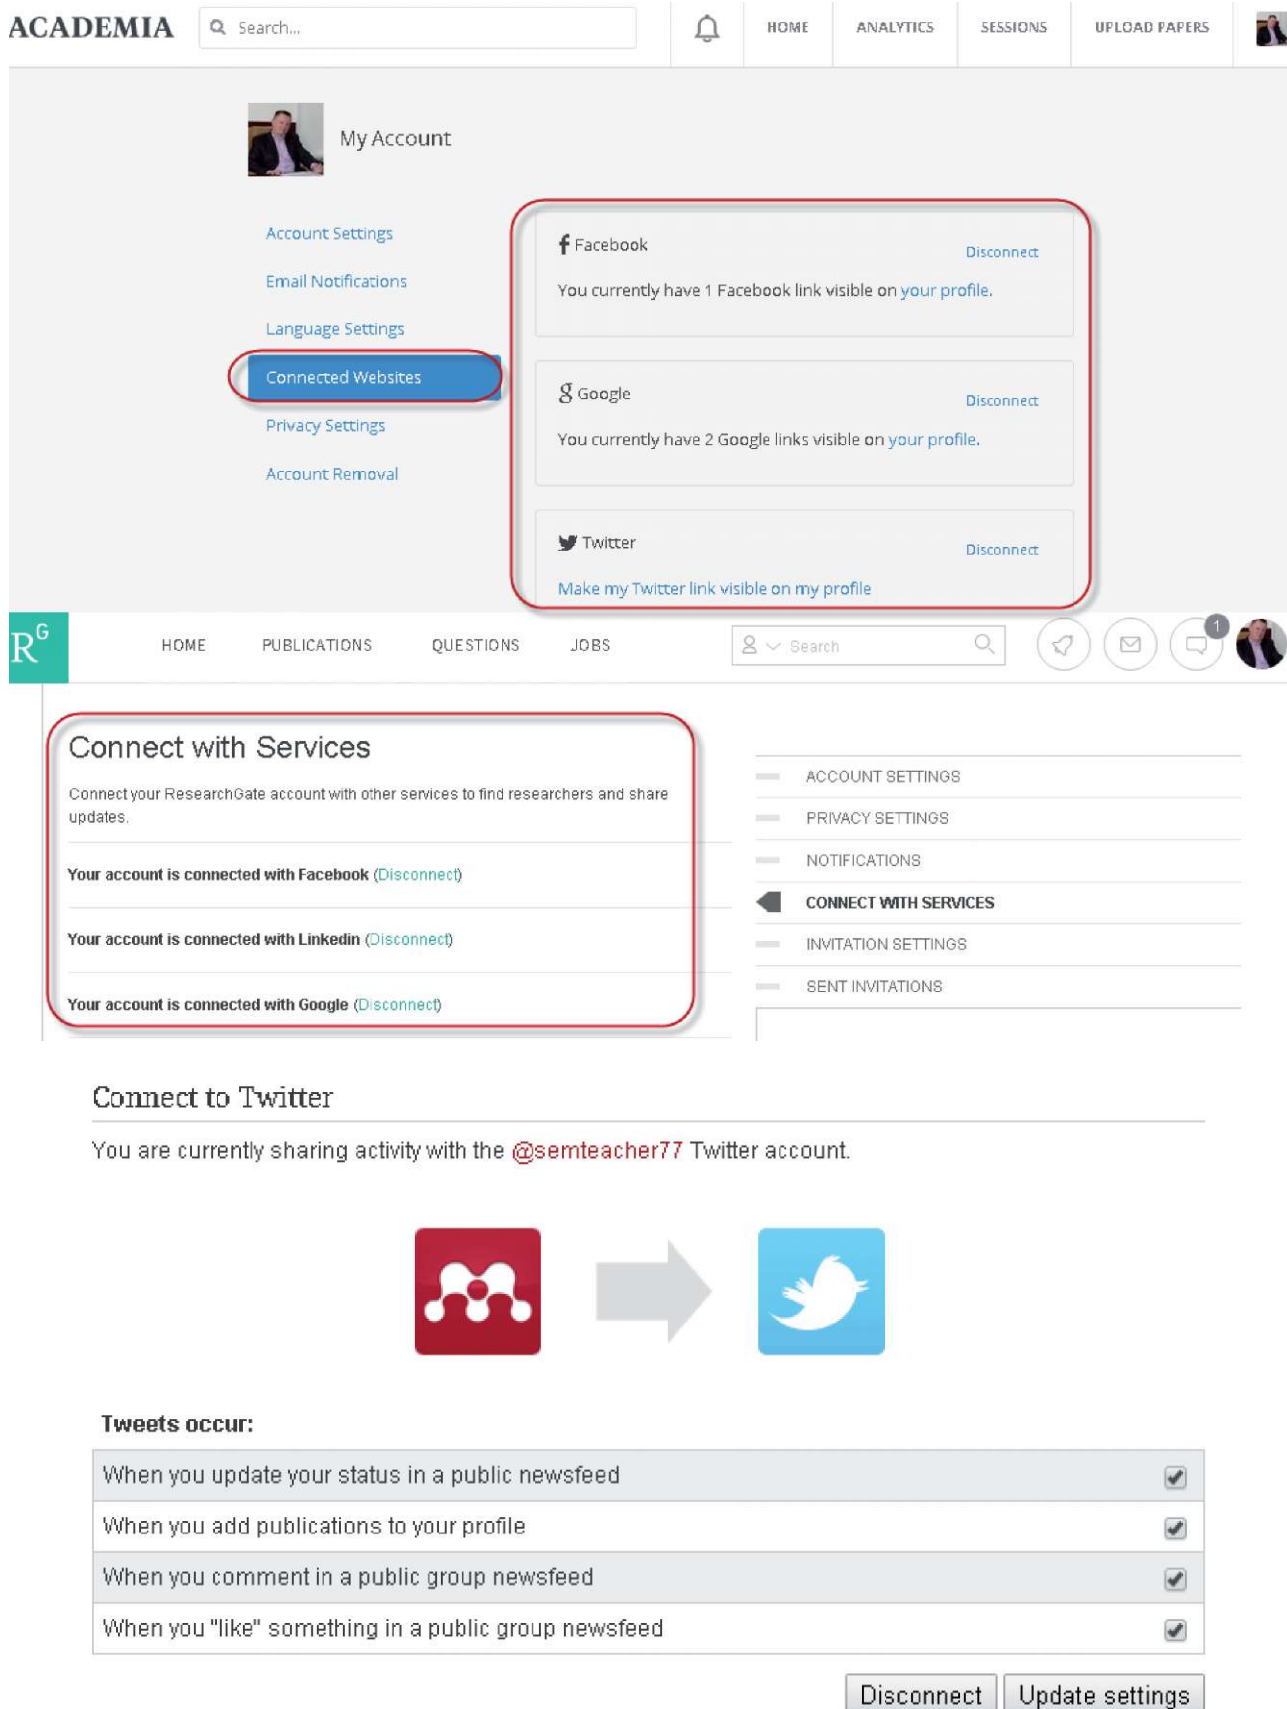 ACADEMIA
Search...
HOME
ANALYTICS
SESSIONS
UPLOAD PAPERS
My Account
Account Settings
Email Notifications
Language Settings
Connected Websites
Privacy Settings
Account Removal
Facebook
Disconnect
You currently have 1 Facebook link visible on your profile.
Google
Disconnect
You currently have 2 Google links visible on your profile.
Twitter
Disconnect
Make my Twitter link visible on my profile
RG
HOME
PUBLICATIONS
QUESTIONS
JOBS
Search
1
Connect with Services
Connect your ResearchGate account with other services to find researchers and share
updates.
Your account is connected with Facebook (Disconnect)
Your account is connected with Linkedin (Disconnect)
Your account is connected with Google (Disconnect)
ACCOUNT SETTINGS
PRIVACY SETTINGS
NOTIFICATIONS
CONNECT WITH SERVICES
INVITATION SETTINGS
SENT INVITATIONS
Connect to Twitter
You are currently sharing activity with the @semteacher77 Twitter account.
Tweets occur:
When you update your status in a public newsfeed
When you add publications to your profile
When you comment in a public group newsfeed
When you "like" something in a public group newsfeed
Disconnect
Update settings